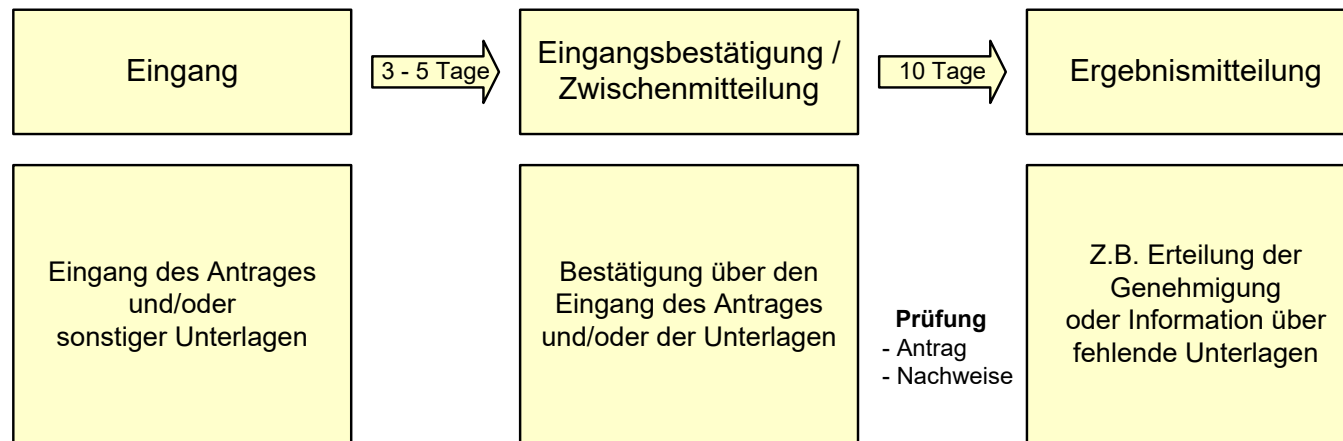 Eingang
3 - 5 Tage
Eingangsbestätigung /
Zwischenmitteilung
10 Tage
Ergebnismitteilung
Eingang des Antrages
und/oder
sonstiger Unterlagen
Bestätigung über den
Eingang des Antrages
und/oder der Unterlagen
Prüfung
- Antrag
- Nachweise
Z.B. Erteilung der
Genehmigung
oder Information über
fehlende Unterlagen